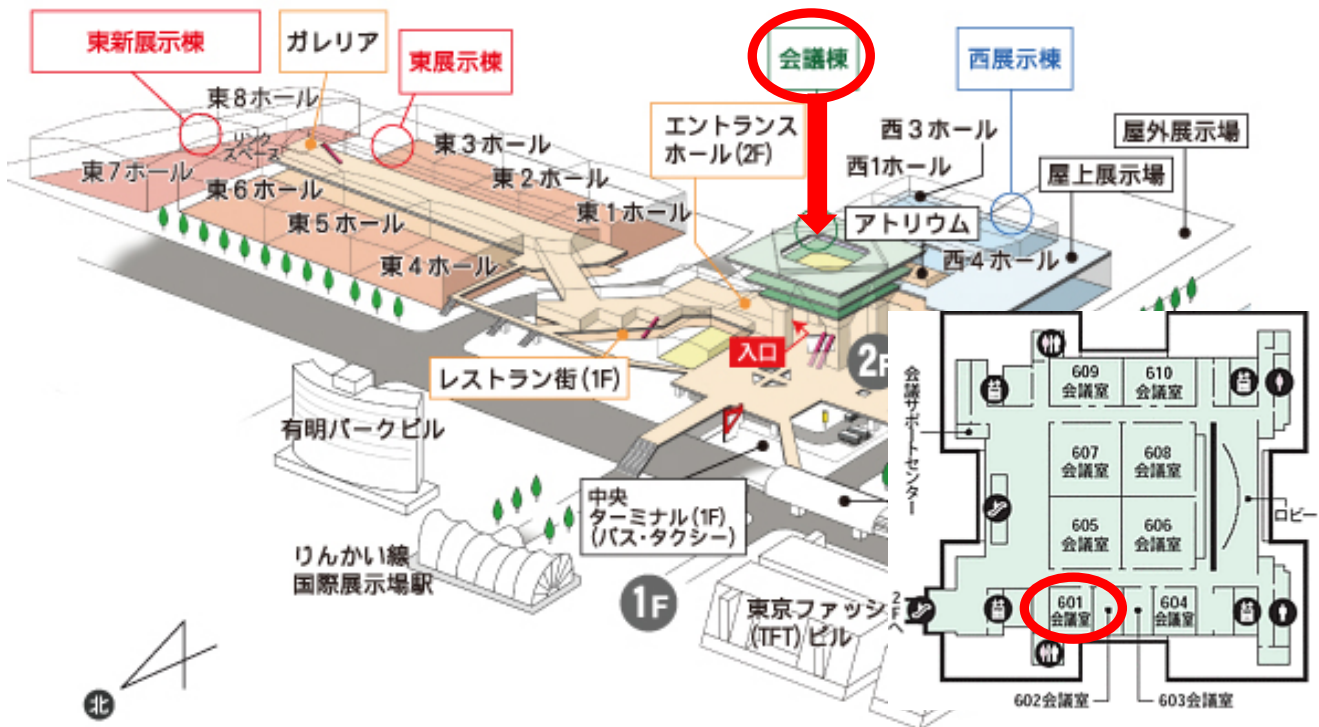 東新展示棟
ガレリア
東展示棟
会議棟
西展示棟
東8ホール
リンク
スペース
東7ホール
東3ホール
東2ホール
東1ホール
東6ホール
東5ホール
東4ホール
エントランス
ホール(2F)
西3ホール
西1ホール
屋外展示場
屋上展示場
アトリウム
西4ホール
入口
2F
レストラン街(1F)
有明パークビル
中央
ターミナル(1F)
(バス・タクシー)
りんかい線
国際展示場駅
1F
東京ファッシ
(TFT)ビル
北
会議サポートセンター
609
会議室
610
会議室
607
会議室
608
会議室
605
会議室
606
会議室
ロビー
601
会議室
604
会議室
2Fへ
602会議室
603会議室